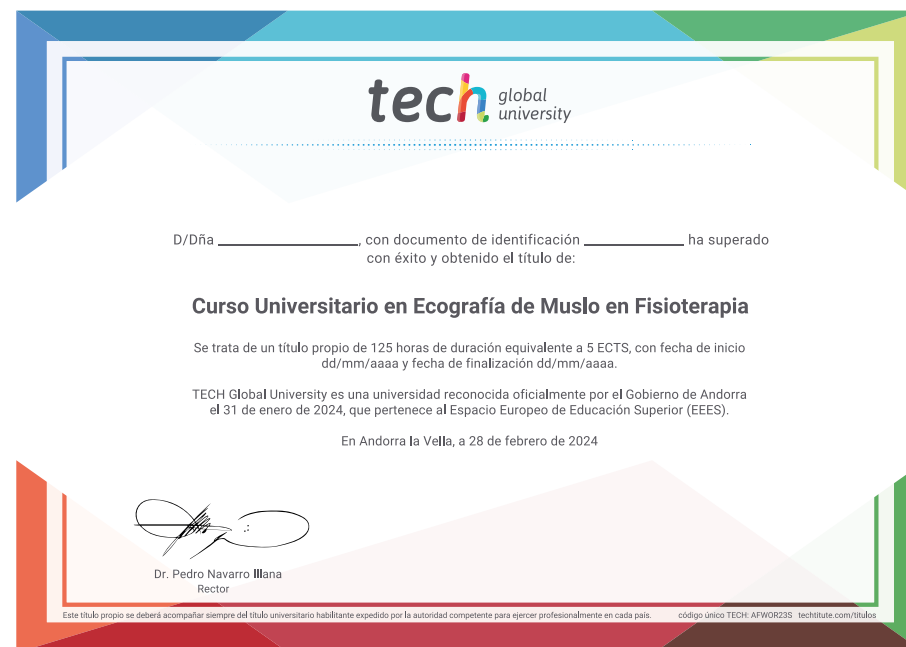 tech global university
D/Dña ______________, con documento de identificación __________ ha superado
con éxito y obtenido el título de:
Curso Universitario en Ecografía de Muslo en Fisioterapia
Se trata de un título propio de 125 horas de duración equivalente a 5 ECTS, con fecha de inicio
dd/mm/aaaa y fecha de finalización dd/mm/aaaa.
TECH Global University es una universidad reconocida oficialmente por el Gobierno de Andorra
el 31 de enero de 2024, que pertenece al Espacio Europeo de Educación Superior (EEES).
En Andorra la Vella, a 28 de febrero de 2024
Dr. Pedro Navarro Illana
Rector
Este título propio se deberá acompañar siempre del título universitario habilitante expedido por la autoridad competente para ejercer profesionalmente en cada país. código único TECH: AFWOR23S techtitute.com/titulos